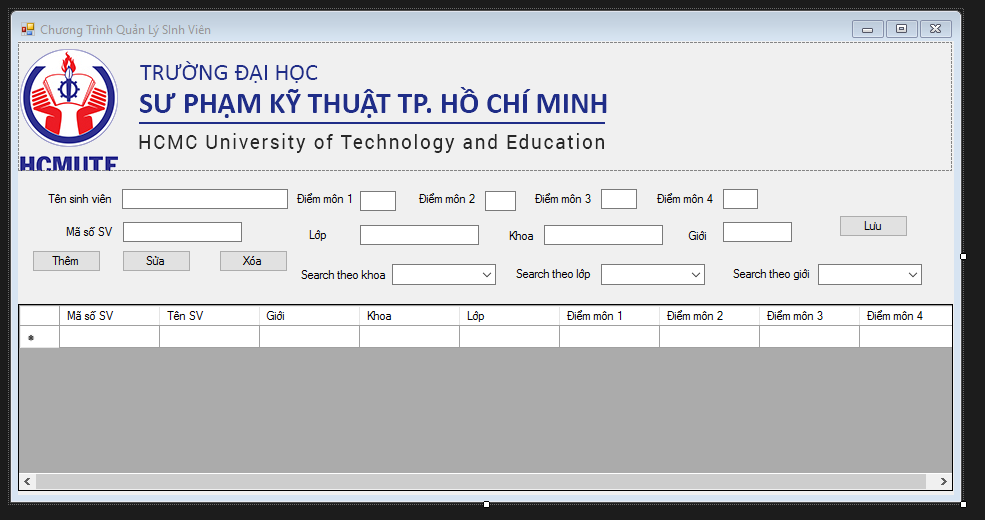 Chương Trình Quản Lý SInh Viên
TRƯỜNG ĐẠI HỌC
SƯ PHẠM KỸ THUẬT TP. HỒ CHÍ MINH
HCMC University of Technology and Education
HCMUTE
Tên sinh viên Điểm môn 1 Điểm môn 2 Điểm môn 3 Điểm môn 4
Mã số SV Lớp Khoa Giới Lưu
Thêm Sửa Xóa
Search theo khoa Search theo lớp Search theo giới
Mã số SV Tên SV Giới Khoa Lớp Điểm môn 1 Điểm môn 2 Điểm môn 3 Điểm môn 4